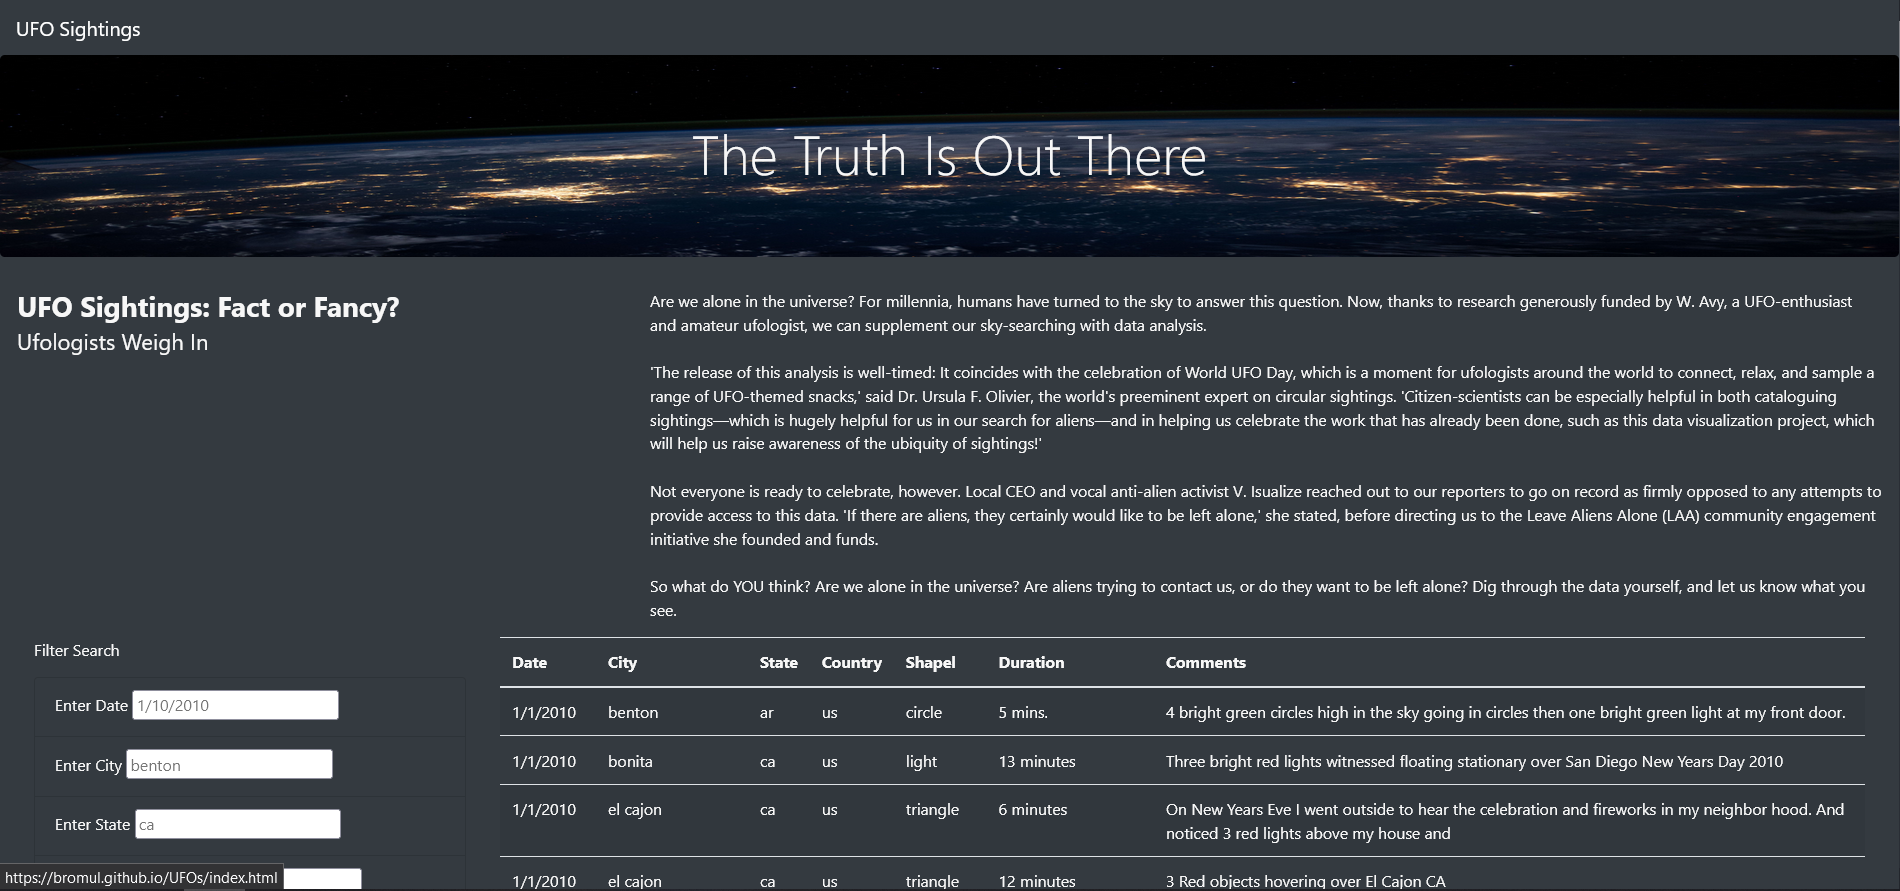 UFO Sightings
The Truth Is Out There
UFO Sightings: Fact or Fancy?
Ufologists Weigh In
Are we alone in the universe? For millennia, humans have turned to the sky to answer this question. Now, thanks to research generously funded by W. Avy, a UFO-enthusiast
and amateur ufologist, we can supplement our sky-searching with data analysis.
'The release of this analysis is well-timed: It coincides with the celebration of World UFO Day, which is a moment for ufologists around the world to connect, relax, and sample a
range of UFO-themed snacks,' said Dr. Ursula F. Olivier, the world's preeminent expert on circular sightings. 'Citizen-scientists can be especially helpful in both cataloguing
sightings—which is hugely helpful for us in our search for aliens—and in helping us celebrate the work that has already been done, such as this data visualization project, which
will help us raise awareness of the ubiquity of sightings!'
Not everyone is ready to celebrate, however. Local CEO and vocal anti-alien activist V. Isualize reached out to our reporters to go on record as firmly opposed to any attempts to
provide access to this data. 'If there are aliens, they certainly would like to be left alone,' she stated, before directing us to the Leave Aliens Alone (LAA) community engagement
initiative she founded and funds.
So what do YOU think? Are we alone in the universe? Are aliens trying to contact us, or do they want to be left alone? Dig through the data yourself, and let us know what you
see.
Filter Search
Enter Date 1/10/2010
Enter City benton
Enter State ca
Date City State Country Shapel Duration Comments
1/1/2010 benton ar us circle 5 mins. 4 bright green circles high in the sky going in circles then one bright green light at my front door.
1/1/2010 bonita ca us light 13 minutes Three bright red lights witnessed floating stationary over San Diego New Years Day 2010
1/1/2010 el cajon ca us triangle 6 minutes On New Years Eve I went outside to hear the celebration and fireworks in my neighbor hood. And
noticed 3 red lights above my house and
1/1/2010 el cajon ca us triangle 12 minutes 3 Red objects hovering over El Cajon CA
https://bromul.github.io/UFOs/index.html